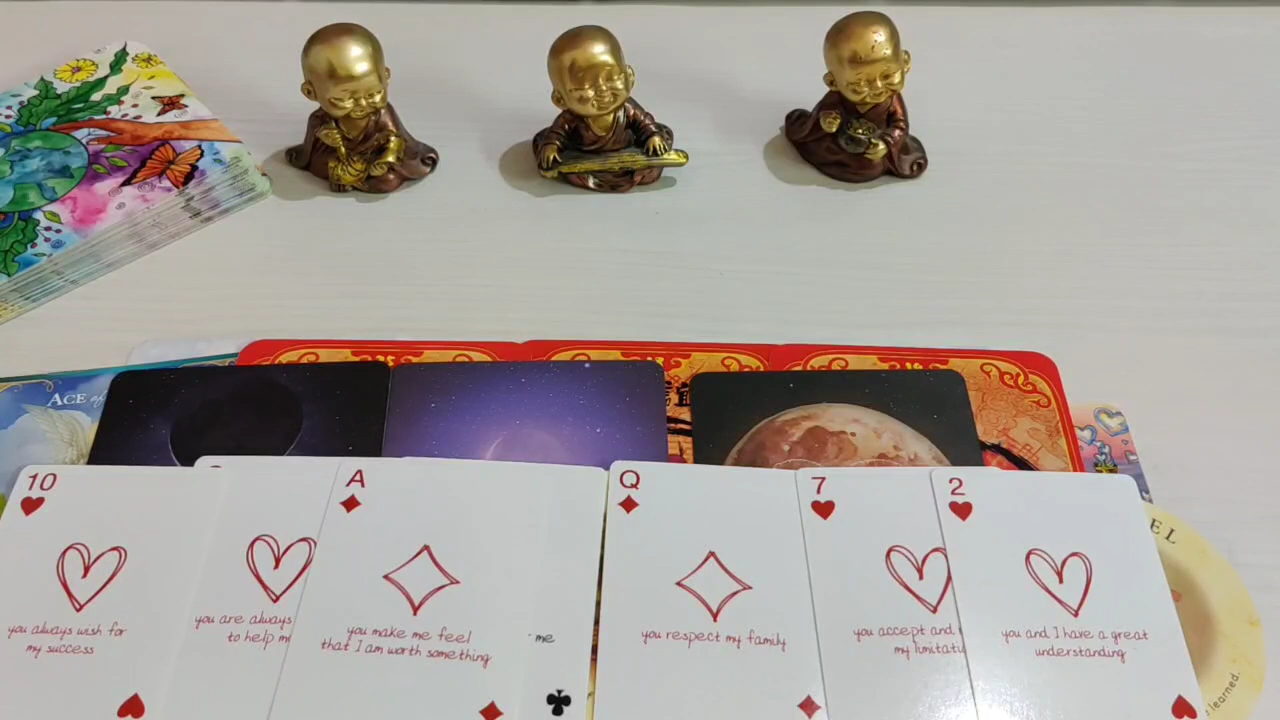 ACE of
10
A
Q
7
2
you always wish for
my success
you are always
to help
you make me feel
that I am worth something
me
you respect my family
you accept and
my
you and I have a great
understanding
learned.